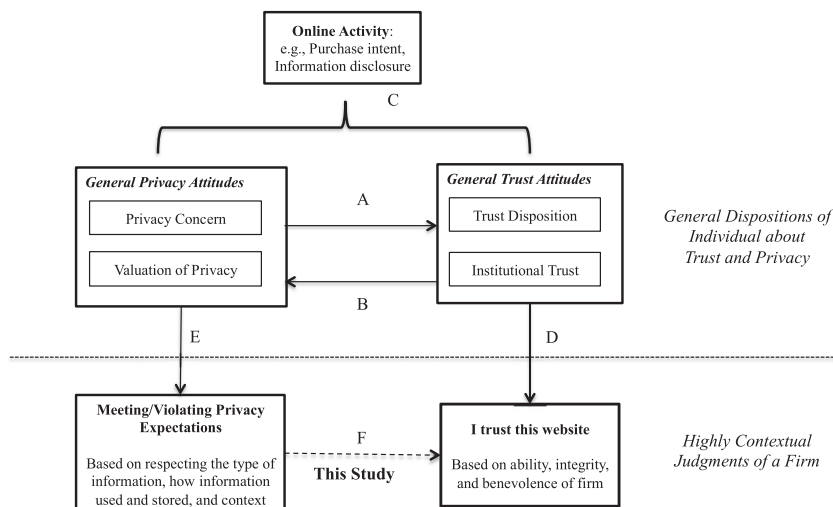 Online Activity:
e.g., Purchase intent,
Information disclosure
C
General Privacy Attitudes
Privacy Concern
Valuation of Privacy
A
B
General Trust Attitudes
Trust Disposition
Institutional Trust
General Dispositions of
Individual about
Trust and Privacy
E
D
Meeting/Violating Privacy
Expectations
Based on respecting the type of
information, how information
used and stored, and context
F
This Study
I trust this website
Based on ability, integrity,
and benevolence of firm
Highly Contextual
Judgments of a Firm